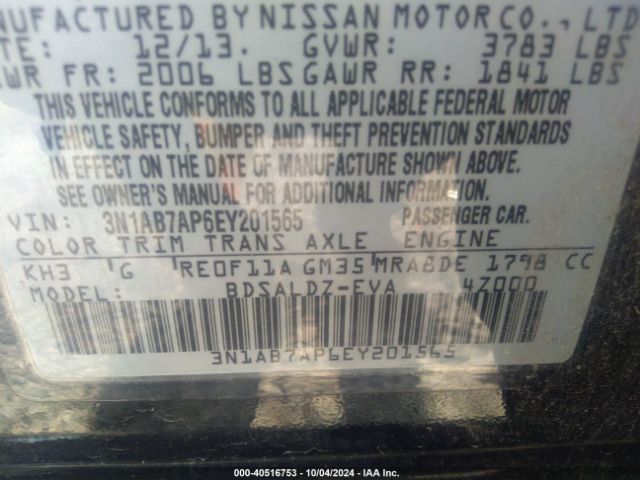 NUFACTURED BY NISSAN MOTOR CO., LTD
TE: 12/13. GVWR: 3783 LBS
WR FR: 2006 LBS GAWR RR: 1841 LBS
THIS VEHICLE CONFORMS TO ALL APPLICABLE FEDERAL MOTOR
VEHICLE SAFETY, BUMPER AND THEFT PREVENTION STANDARDS
IN EFFECT ON THE DATE OF MANUFACTURE SHOWN ABOVE.
SEE OWNER'S MANUAL FOR ADDITIONAL INFORMATION.
VIN: 3N1AB7AP6EY201565 PASSENGER CAR.
COLOR TRIM TRANS AXLE ENGINE
KH3 G RE0F11A GM35 MRA8DE 1798 CC
MODEL: BDSALDZ-EVA 4Z000
3N1AB7AP6EY201565
000-40516753 - 10/04/2024 - IAA Inc.